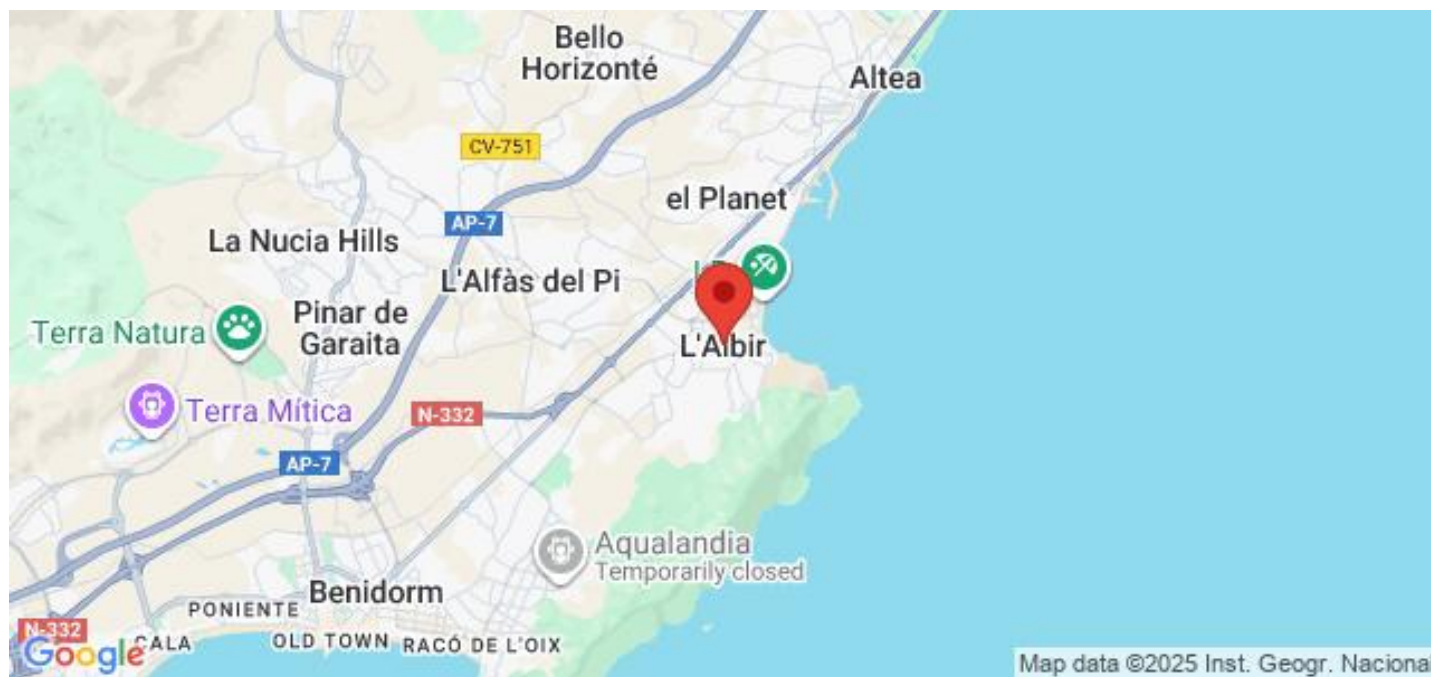 Bello
Horizonté
Altea
CV-751
el Planet
AP-7
La Nucia Hills
L'Alfàs del Pi
Pinar de
Garaita
Terra Natura
L'Albir
Terra Mítica
N-332
AP-7
Aqualandia
Temporarily closed
Benidorm
PONIENTE
N-332
CALA
OLD TOWN
RACÓ DE L'OIX
Google
Map data ©2025 Inst. Geogr. Nacional